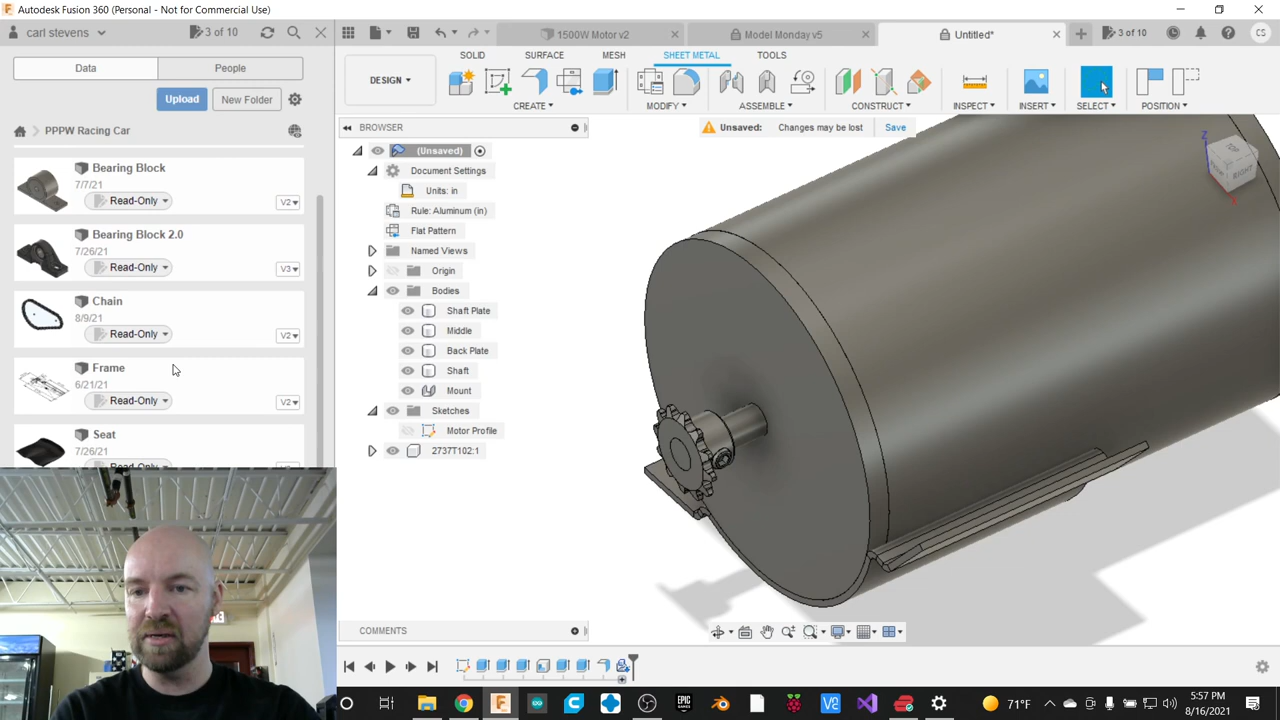 Autodesk Fusion 360 (Personal - Not for Commercial Use)
carl stevens
3 of 10
1500W Motor v2
Model Monday v5
Untitled*
3 of 10
CS
Data
People
Upload
New Folder
PPPW Racing Car
DESIGN
SOLID
SURFACE
MESH
SHEET METAL
TOOLS
CREATE
MODIFY
ASSEMBLE
CONSTRUCT
INSPECT
INSERT
SELECT
POSITION
BROWSER
Unsaved:
Changes may be lost
Save
Bearing Block
7/7/21
Read-Only
V2
Bearing Block 2.0
7/26/21
Read-Only
V3
Chain
8/9/21
Read-Only
V2
Frame
6/21/21
Read-Only
V2
Seat
7/26/21
Read-Only
(Unsaved)
Document Settings
Units: in
Rule: Aluminum (in)
Flat Pattern
Named Views
Origin
Bodies
Shaft Plate
Middle
Back Plate
Shaft
Mount
Sketches
Motor Profile
2737T102:1
Z
RIGHT
X
COMMENTS
71°F
5:57 PM
8/16/2021